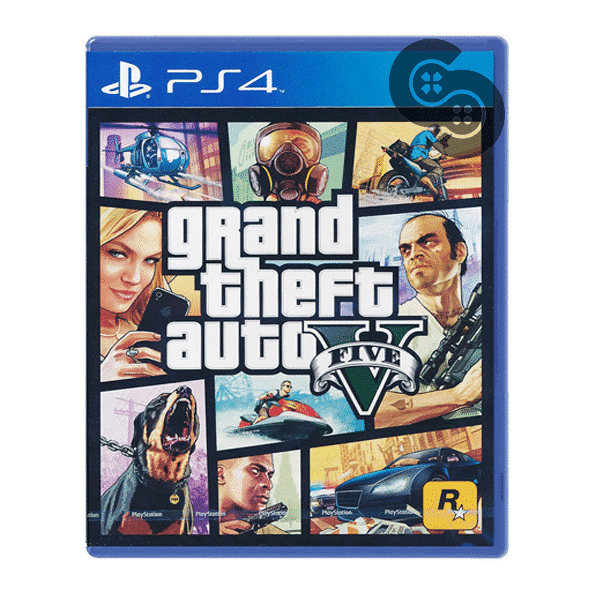 PS4
grand
theft
auto V
FIVE
R
PlayStation PlayStation PlayStation PlayStation PlayStation